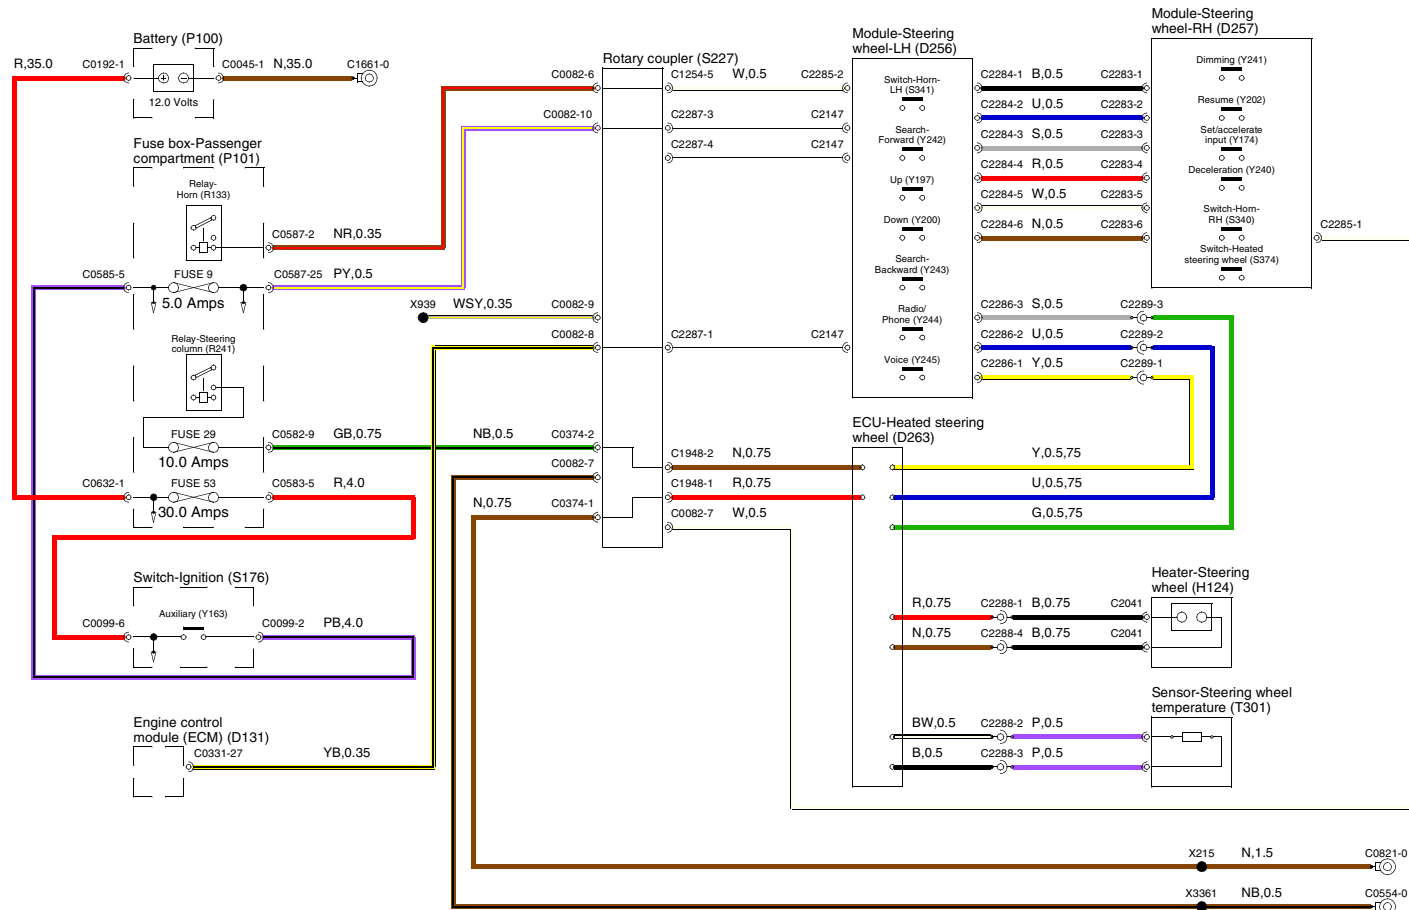 Battery (P100)
R,35.0
C0192-1
C0045-1
N,35.0
C1661-0
12.0 Volts
Fuse box-Passenger
compartment (P101)
Relay-
Horn (R133)
C0587-2
NR,0.35
C0585-5
FUSE 9
5.0 Amps
C0587-25
PY,0.5
Relay-Steering
column (R241)
FUSE 29
10.0 Amps
C0582-9
GB,0.75
NB,0.5
C0632-1
FUSE 53
30.0 Amps
C0583-5
R,4.0
Switch-Ignition (S176)
Auxiliary (Y163)
C0099-6
C0099-2
PB,4.0
Engine control
module (ECM) (D131)
C0331-27
YB,0.35
X939
WSY,0.35
Rotary coupler (S227)
C0082-6
C0082-10
C0082-9
C0082-8
C0374-2
C0082-7
N,0.75
C0374-1
C1254-5
W,0.5
C2285-2
C2287-3
C2147
C2287-4
C2147
C2287-1
C2147
C1948-2
N,0.75
C1948-1
R,0.75
C0082-7
W,0.5
Module-Steering
wheel-LH (D256)
Switch-Horn-
LH (S341)
Search-
Forward (Y242)
Up (Y197)
Down (Y200)
Search-
Backward (Y243)
Radio/
Phone (Y244)
Voice (Y245)
C2284-1
B,0.5
C2283-1
C2284-2
U,0.5
C2283-2
C2284-3
S,0.5
C2283-3
C2284-4
R,0.5
C2283-4
C2284-5
W,0.5
C2283-5
C2284-6
N,0.5
C2283-6
C2286-3
S,0.5
C2289-3
C2286-2
U,0.5
C2289-2
C2286-1
Y,0.5
C2289-1
Module-Steering
wheel-RH (D257)
Dimming (Y241)
Resume (Y202)
Set/accelerate
input (Y174)
Deceleration (Y240)
Switch-Horn-
RH (S340)
Switch-Heated
steering wheel (S374)
C2285-1
ECU-Heated steering
wheel (D263)
Y,0.5,75
U,0.5,75
G,0.5,75
R,0.75
C2288-1
B,0.75
C2041
N,0.75
C2288-4
B,0.75
C2041
Heater-Steering
wheel (H124)
BW,0.5
C2288-2
P,0.5
B,0.5
C2288-3
P,0.5
Sensor-Steering wheel
temperature (T301)
X215
N,1.5
C0821-0
X3361
NB,0.5
C0554-0